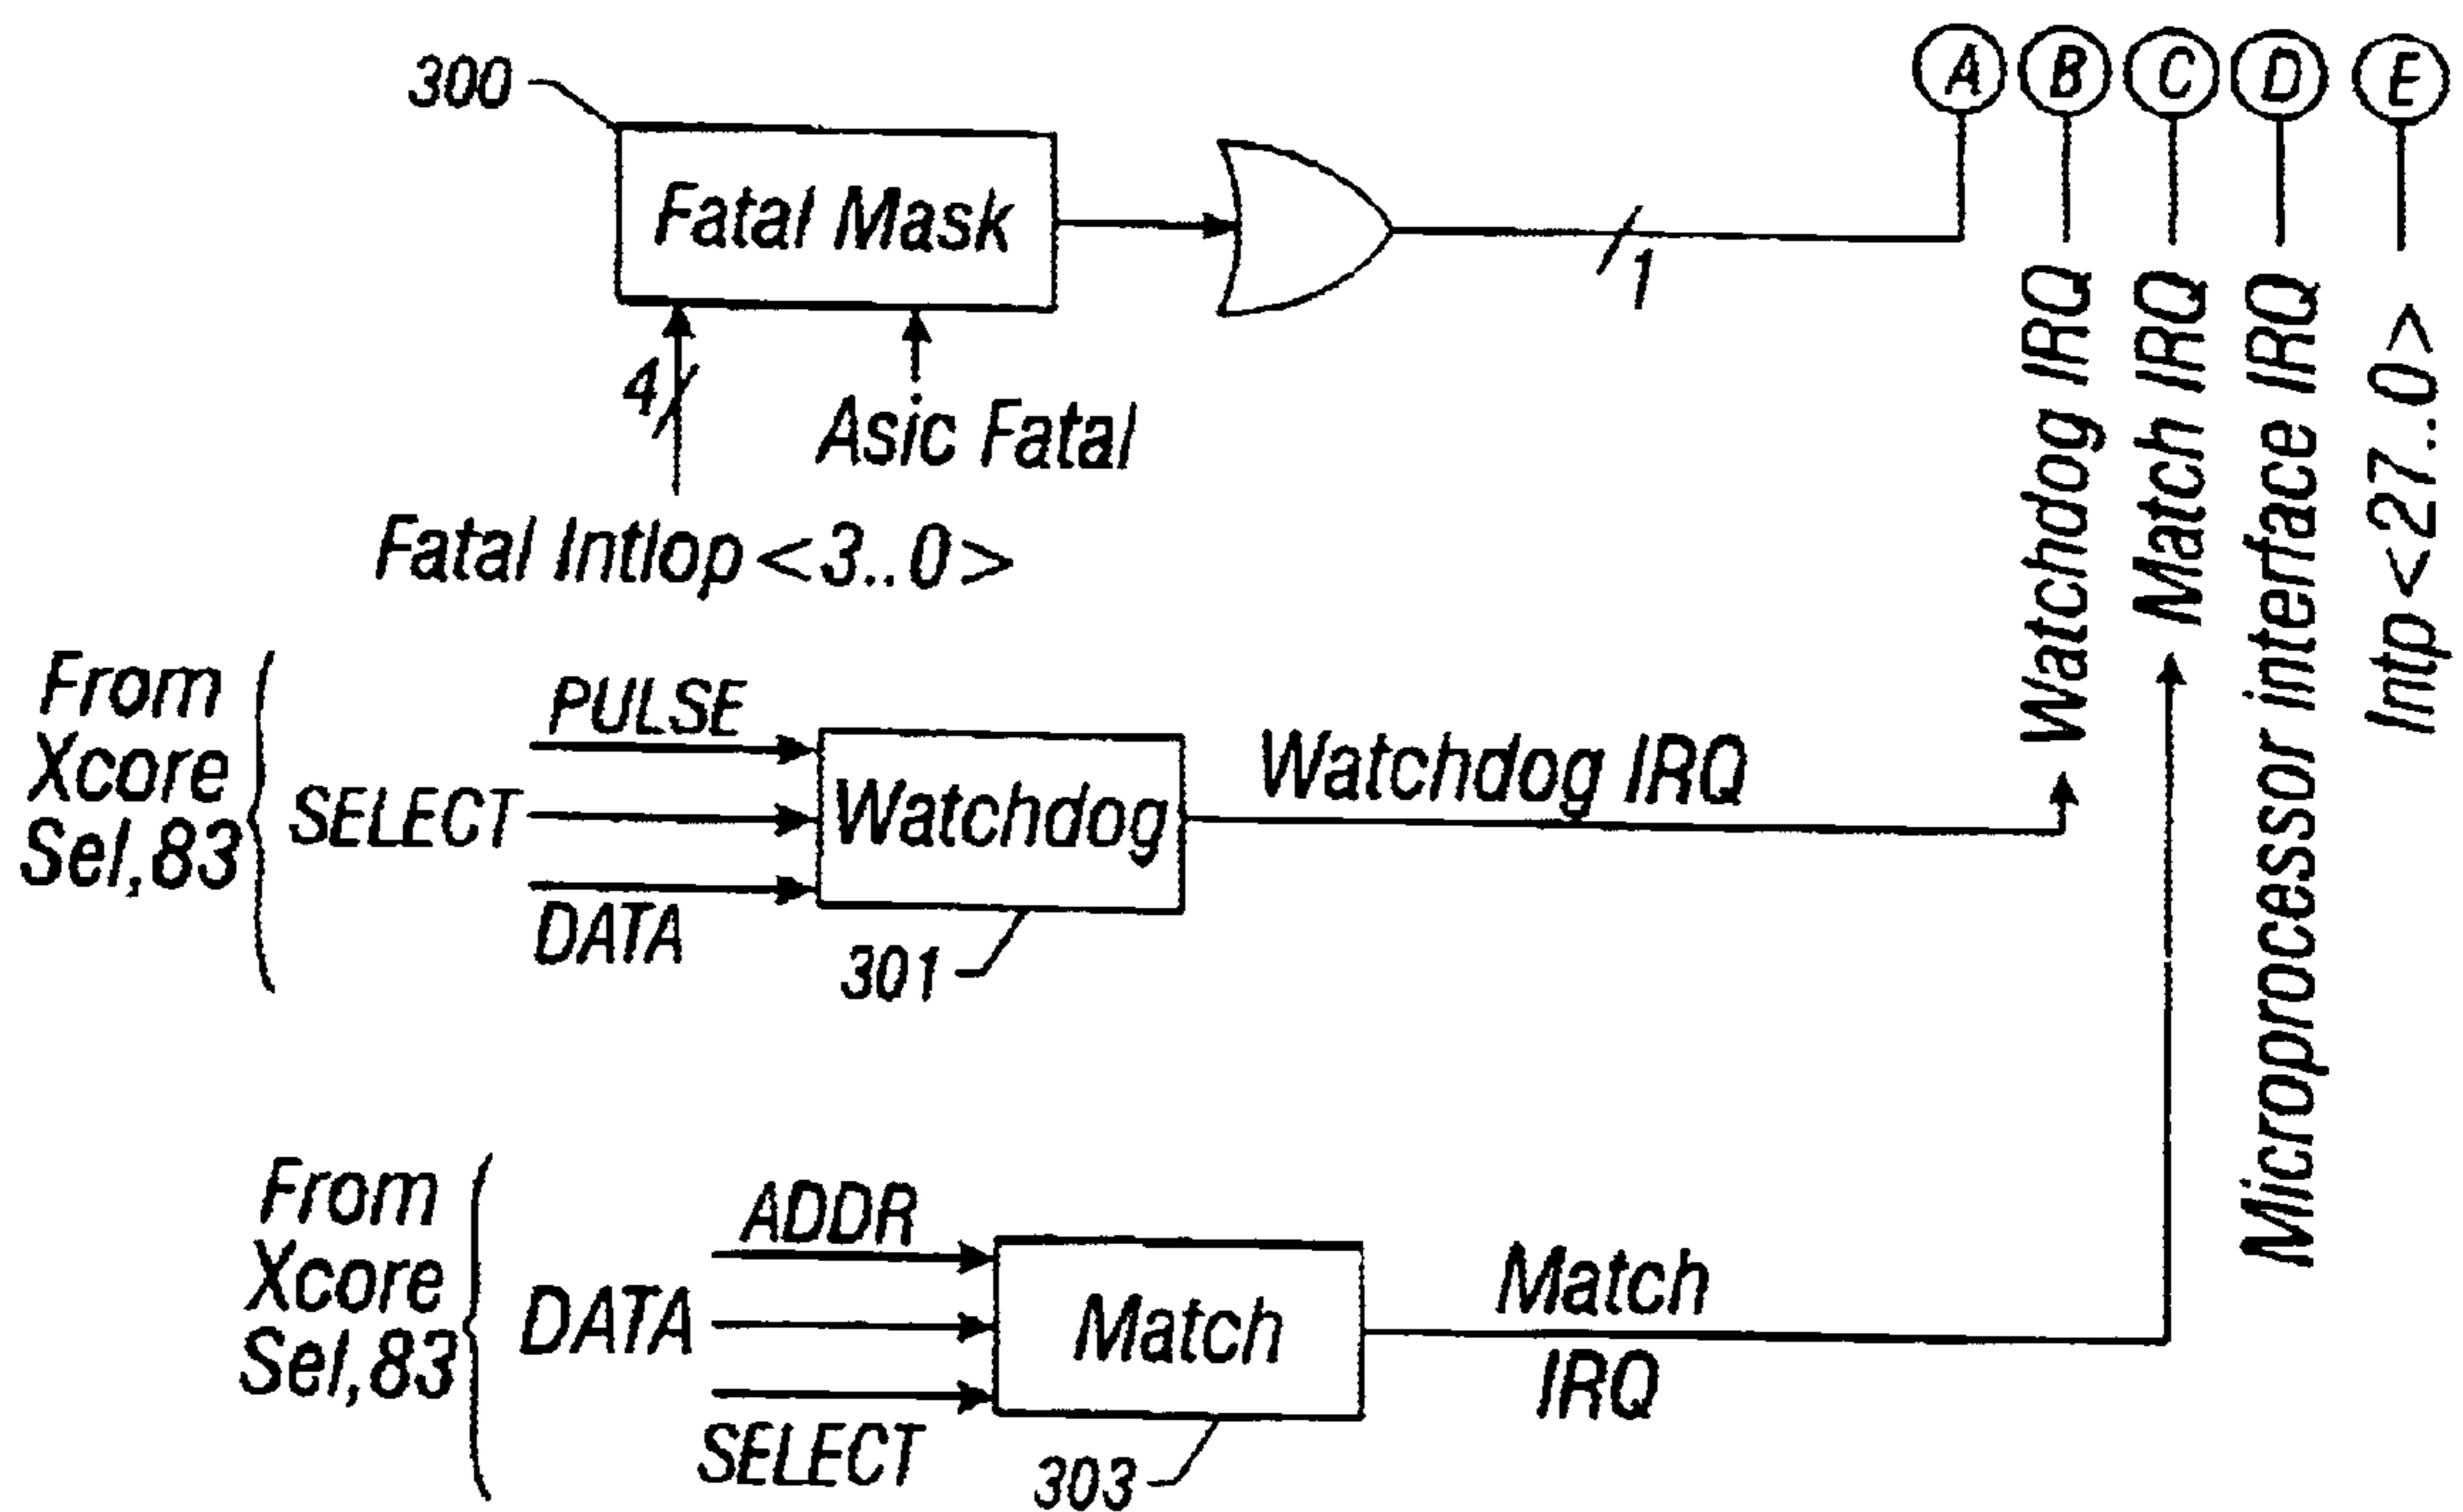 300
A B C D E
Fatal Mask
1
4
Asic Fatal
Fatal Intlop <3..0>
Watchdog IRQ
Match IRQ
Microprocessor interface IRQ
Intp <27..0>
From
Xcore
Sel,83
PULSE
SELECT
DATA
Watchdog
301
Watchdog IRQ
From
Xcore
Sel,83
ADDR
DATA
SELECT
Match
303
Match
IRQ